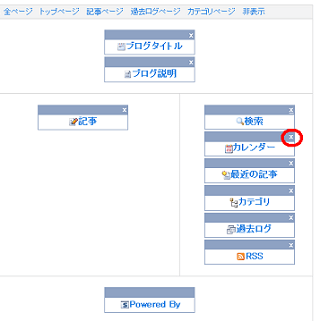 全ページ トップページ 記事ページ 過去ログページ カテゴリページ 非表示
x
ブログタイトル
x
ブログ説明
x
記事
x
検索
x
カレンダー
x
最近の記事
x
カテゴリ
x
過去ログ
x
RSS
Powered By